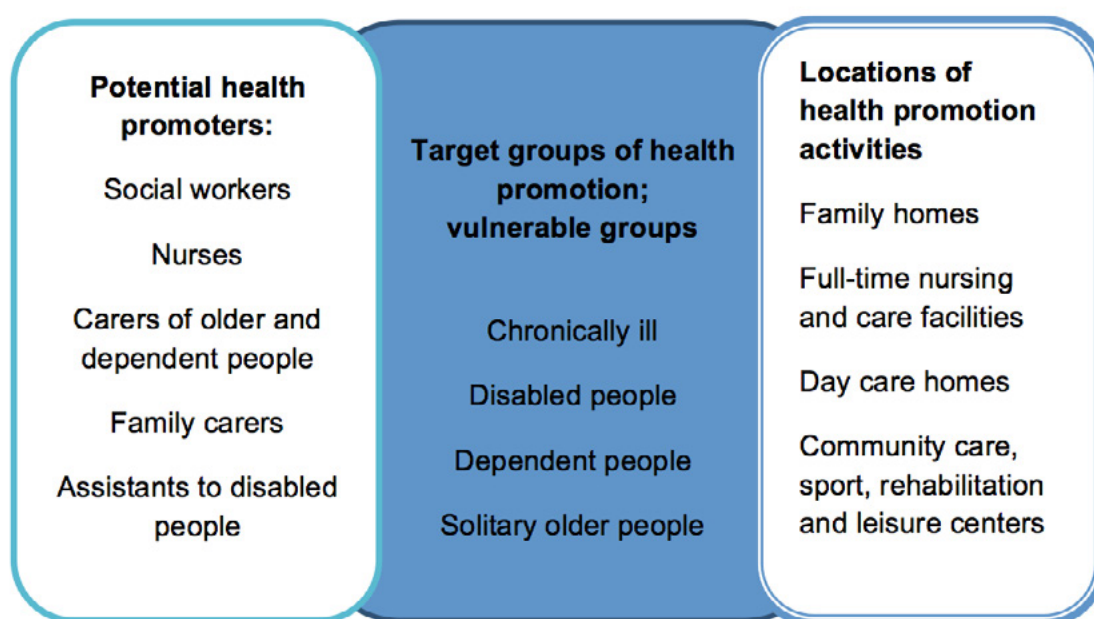 Potential health
promoters:
Social workers
Nurses
Carers of older and
dependent people
Family carers
Assistants to disabled
people
Target groups of health
promotion;
vulnerable groups
Chronically ill
Disabled people
Dependent people
Solitary older people
Locations of
health promotion
activities
Family homes
Full-time nursing
and care facilities
Day care homes
Community care,
sport, rehabilitation
and leisure centers